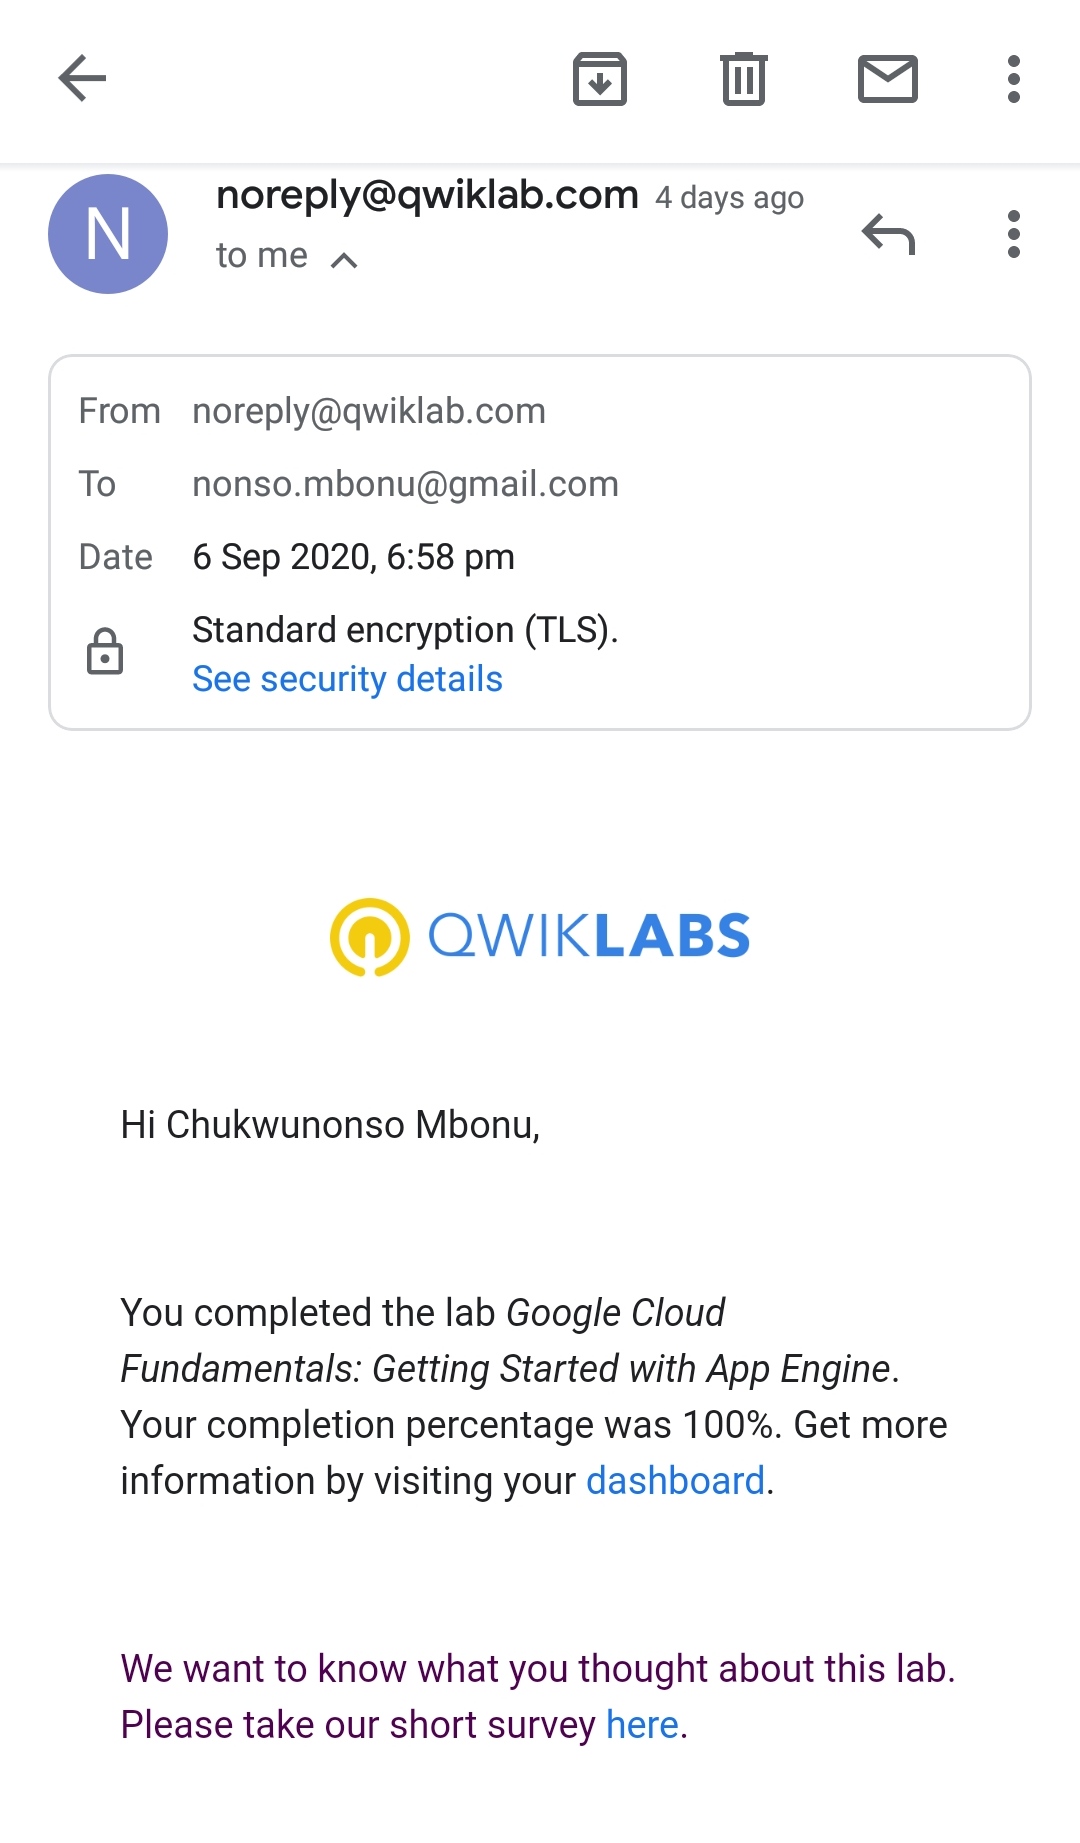 noreply@qwiklab.com 4 days ago
N
to me
From noreply@qwiklab.com
To nonso.mbonu@gmail.com
Date 6 Sep 2020, 6:58 pm
Standard encryption (TLS).
See security details
QWIKLABS
Hi Chukwunonso Mbonu,
You completed the lab Google Cloud
Fundamentals: Getting Started with App Engine.
Your completion percentage was 100%. Get more
information by visiting your dashboard.
We want to know what you thought about this lab.
Please take our short survey here.